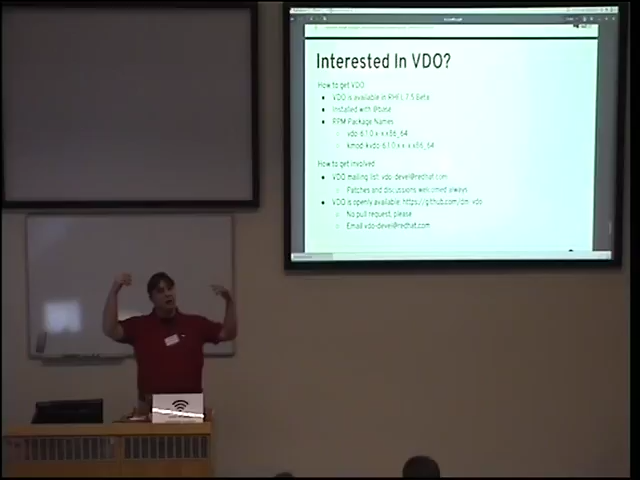 Interested In VDO?
How to get VDO
VDO is available in RHEL 7.5 Beta
Installed with @base
RPM Package Names
vdo-6.1.0.x-x.x86_64
kmod-kvdo-6.1.0.x-x.x86_64
How to get involved
VDO mailing list: vdo-devel@redhat.com
Patches and discussions welcomed always
VDO is openly available: https://github.com/dm-vdo
No pull request, please
Email vdo-devel@redhat.com